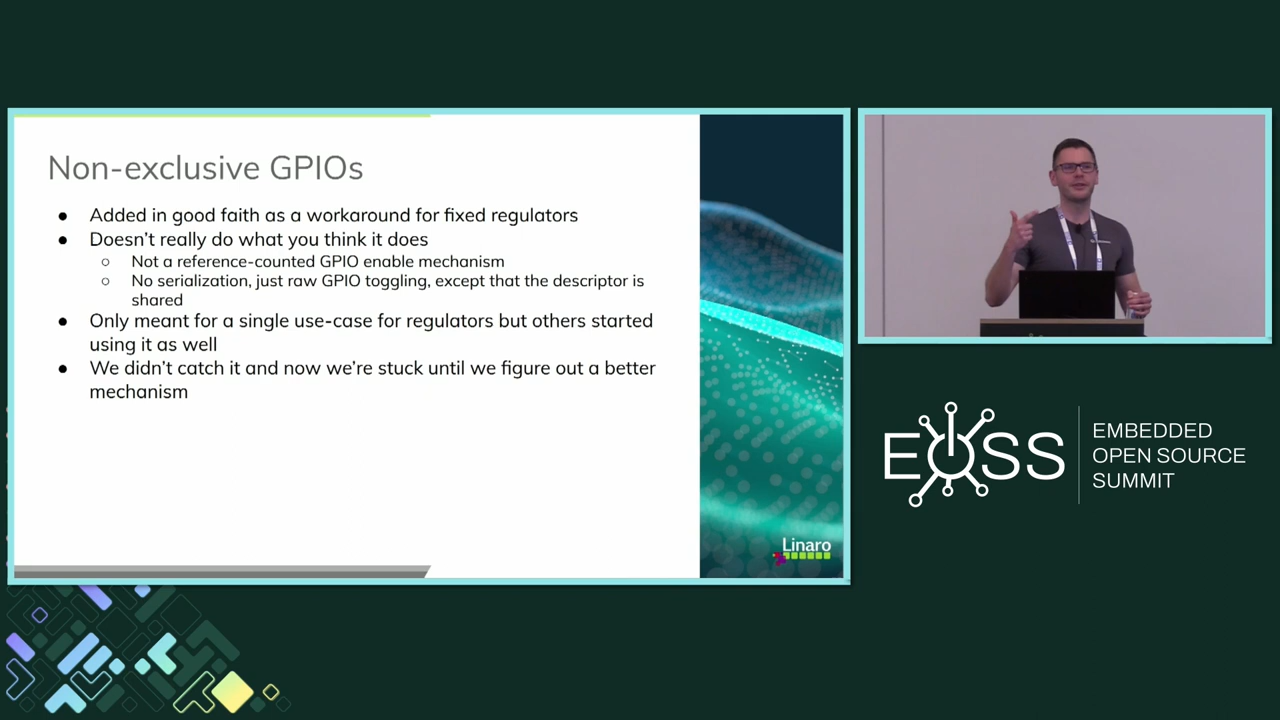 Non-exclusive GPIOs
● Added in good faith as a workaround for fixed regulators
● Doesn't really do what you think it does
○ Not a reference-counted GPIO enable mechanism
○ No serialization, just raw GPIO toggling, except that the descriptor is
shared
● Only meant for a single use-case for regulators but others started
using it as well
● We didn't catch it and now we're stuck until we figure out a better
mechanism
Linaro
EOSS
EMBEDDED
OPEN SOURCE
SUMMIT